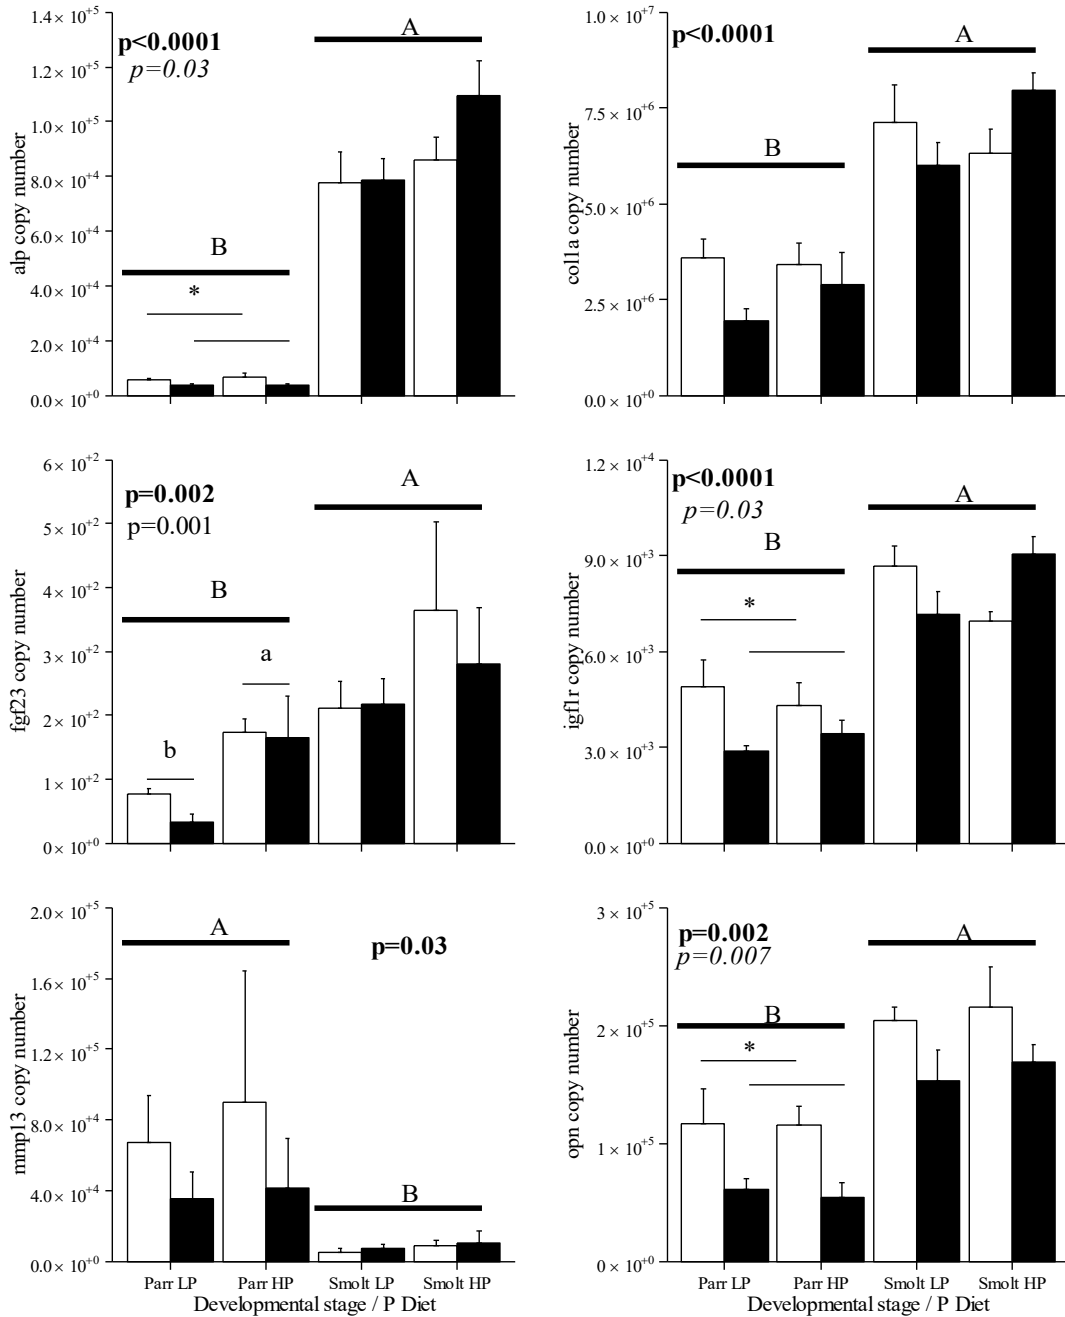 alp copy number
1.4 × 10^+5
1.2 × 10^+5
1.0 × 10^+5
8.0 × 10^+4
6.0 × 10^+4
4.0 × 10^+4
2.0 × 10^+4
0.0 × 10^+0
p<0.0001
p=0.03
A
B
*
col1a copy number
1.0 × 10^+7
7.5 × 10^+6
5.0 × 10^+6
2.5 × 10^+6
0.0 × 10^+0
p<0.0001
A
B
fgf23 copy number
6 × 10^+2
5 × 10^+2
4 × 10^+2
3 × 10^+2
2 × 10^+2
1 × 10^+2
0 × 10^+0
p=0.002
p=0.001
A
B
a
b
igf1r copy number
1.2 × 10^+4
9.0 × 10^+3
6.0 × 10^+3
3.0 × 10^+3
0.0 × 10^+0
p<0.0001
p=0.03
A
B
*
mmp13 copy number
2.0 × 10^+5
1.6 × 10^+5
1.2 × 10^+5
8.0 × 10^+4
4.0 × 10^+4
0.0 × 10^+0
A
p=0.03
B
Parr LP Parr HP Smolt LP Smolt HP
Developmental stage / P Diet
opn copy number
3 × 10^+5
2 × 10^+5
1 × 10^+5
0 × 10^+0
p=0.002
p=0.007
A
B
*
Parr LP Parr HP Smolt LP Smolt HP
Developmental stage / P Diet